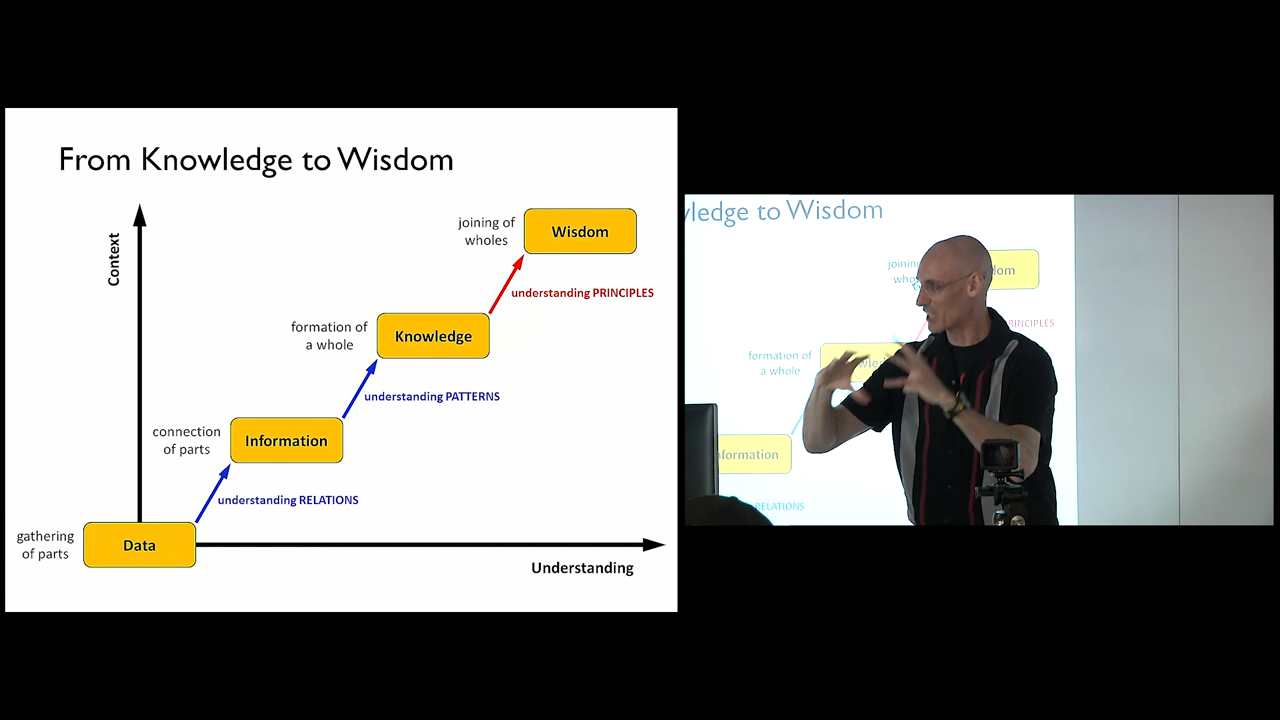 From Knowledge to Wisdom
Context
joining of
wholes
Wisdom
understanding PRINCIPLES
formation of
a whole
Knowledge
understanding PATTERNS
connection
of parts
Information
understanding RELATIONS
gathering
of parts
Data
Understanding
ledge to Wisdom
joining
who
dom
RINCIPLES
formation of
a whole
formation
RELATIONS